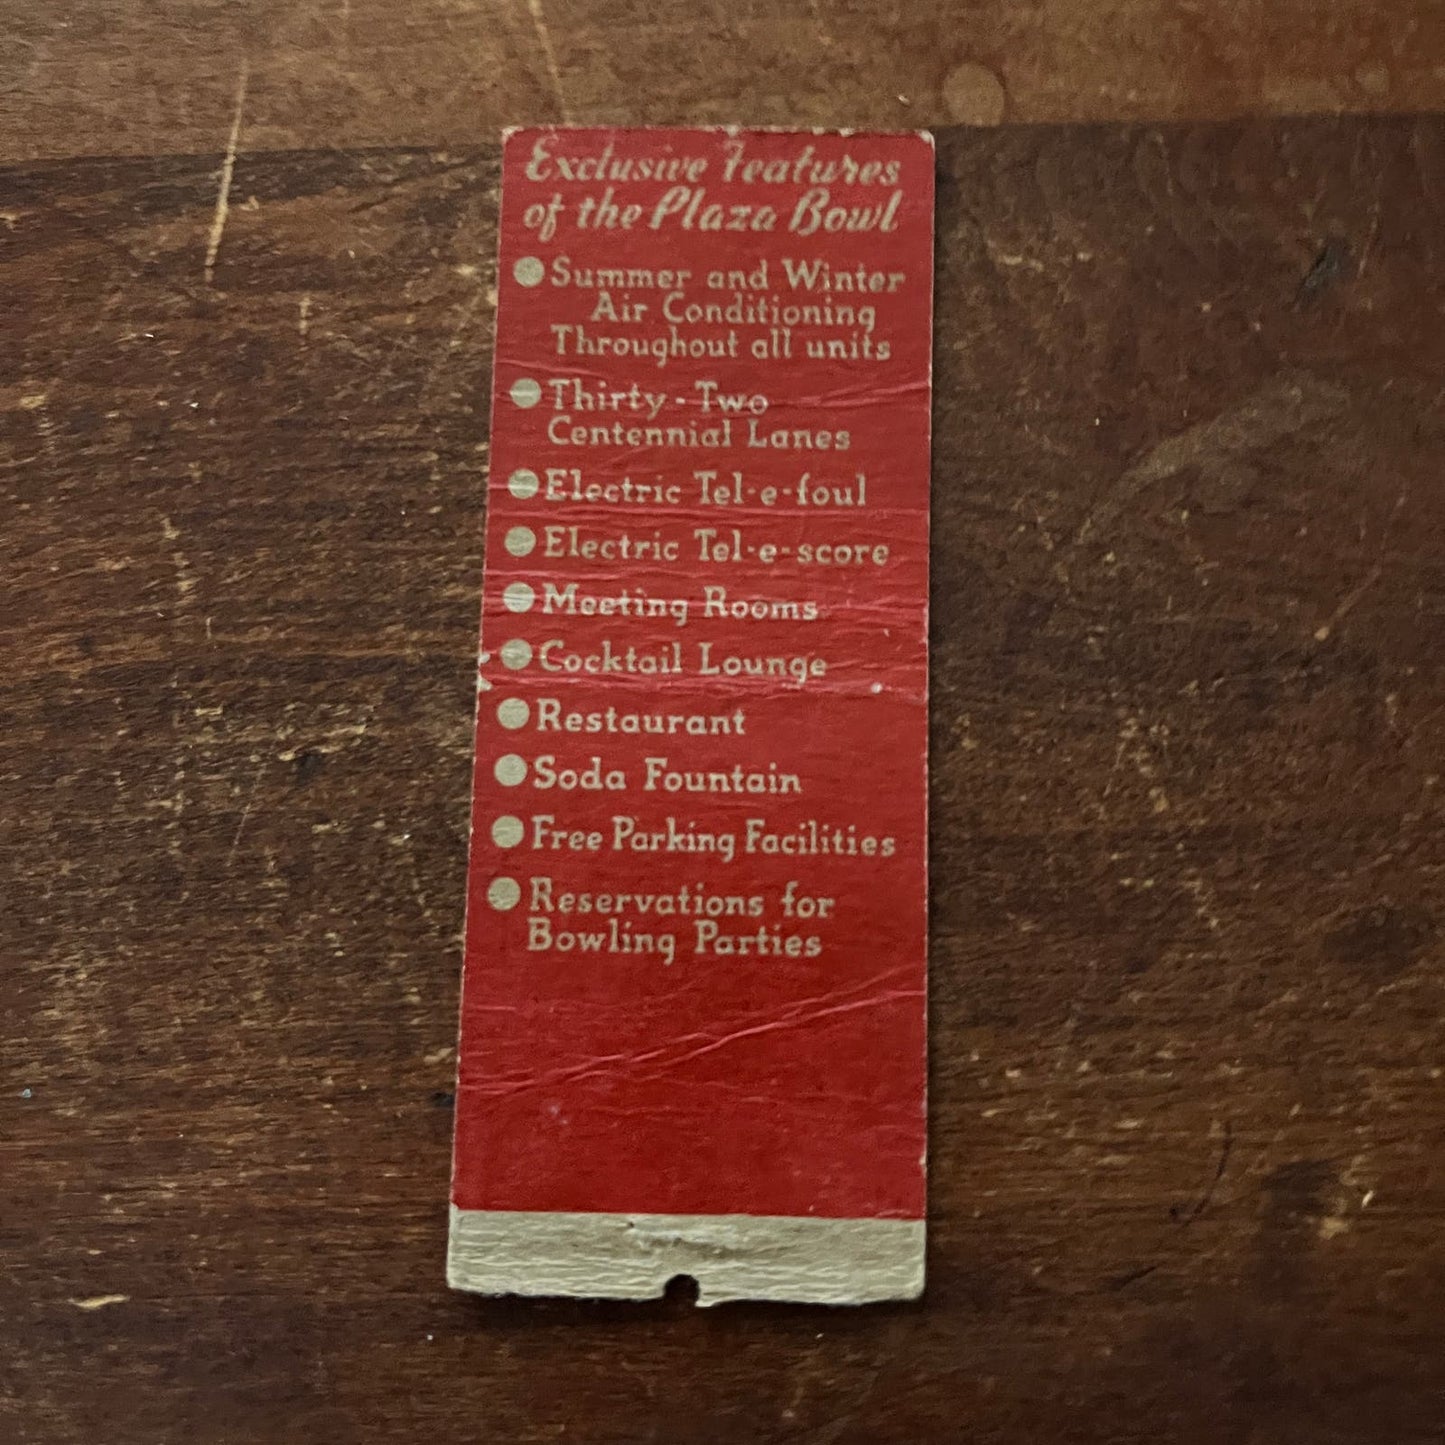 Exclusive Features
of the Plaza Bowl
● Summer and Winter
Air Conditioning
Throughout all units
● Thirty-Two
Centennial Lanes
● Electric Tel-e-foul
● Electric Tel-e-score
● Meeting Rooms
● Cocktail Lounge
● Restaurant
● Soda Fountain
● Free Parking Facilities
● Reservations for
Bowling Parties